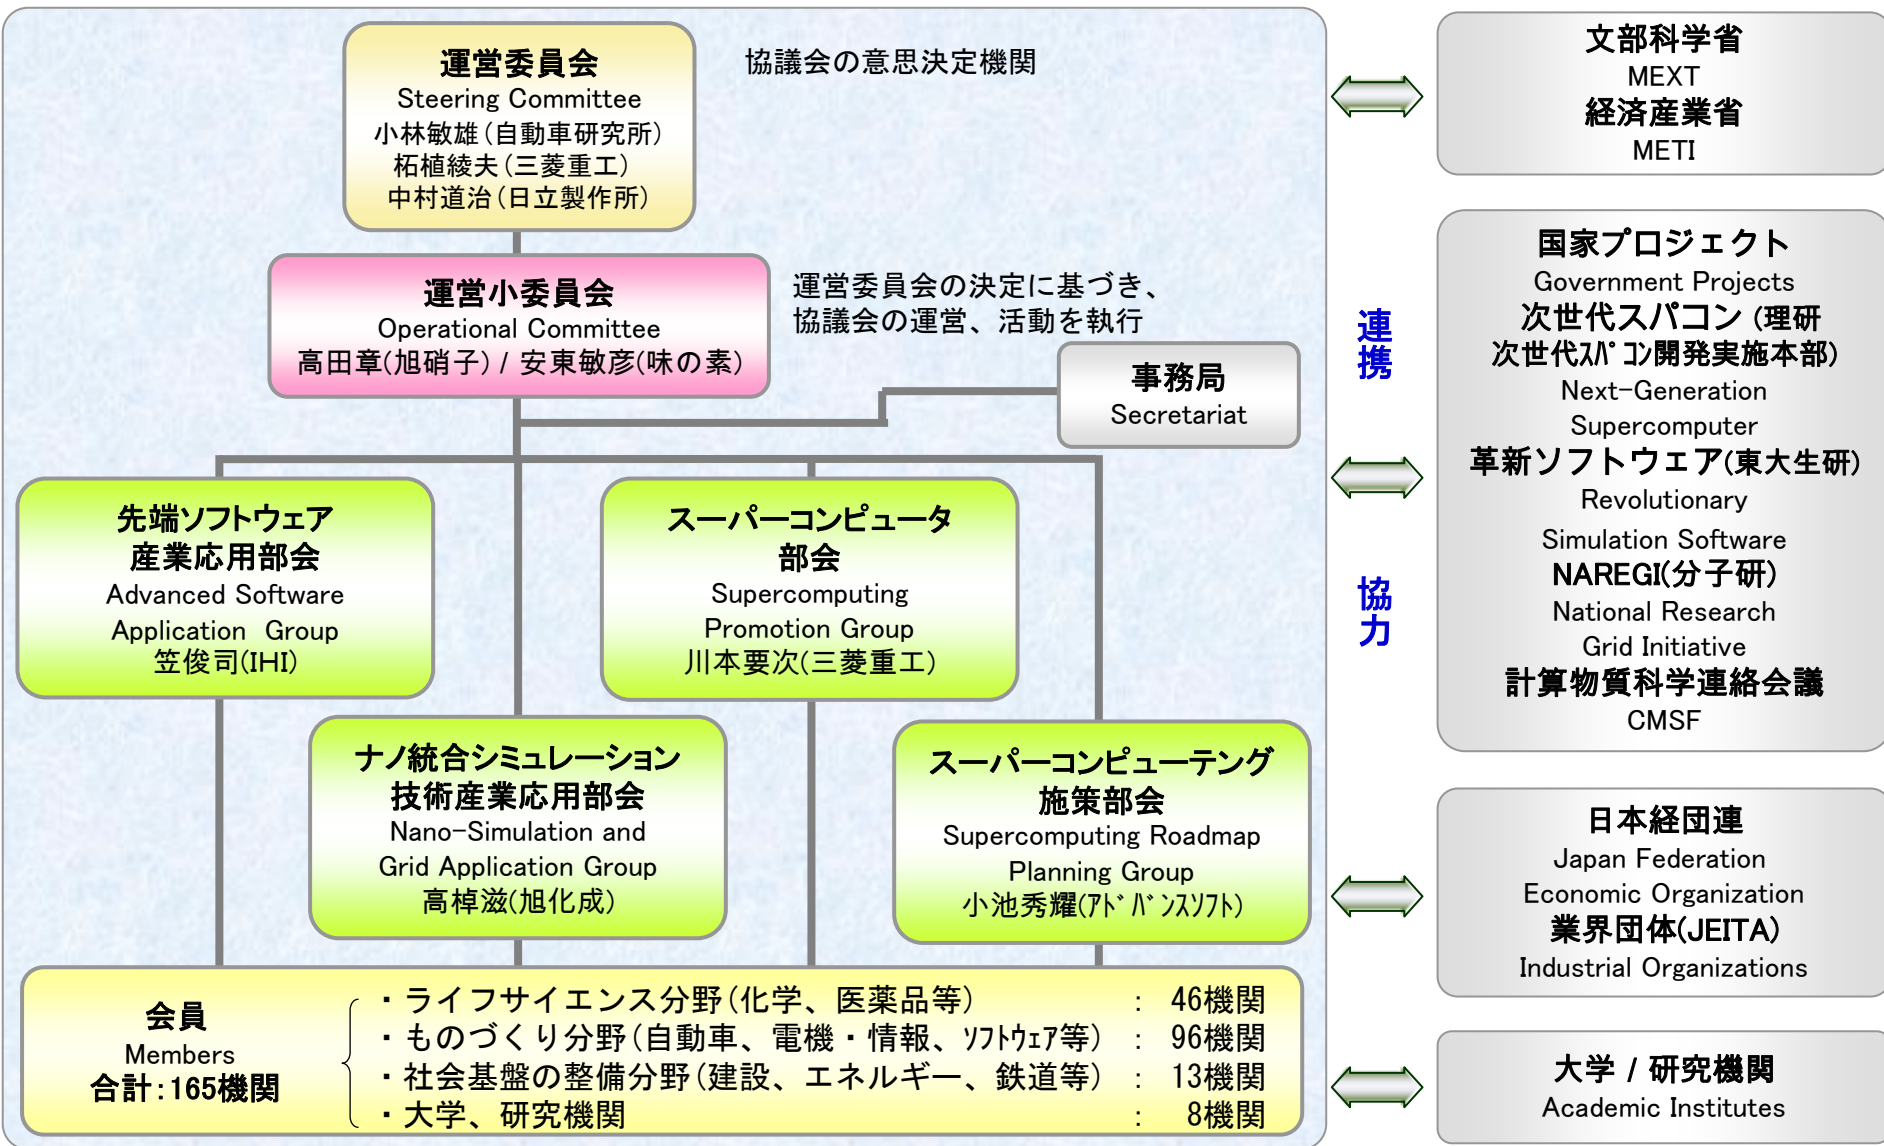 運営委員会
Steering Committee
小林敏雄(自動車研究所)
柘植綾夫(三菱重工)
中村道治(日立製作所)
協議会の意思決定機関
運営小委員会
Operational Committee
高田章(旭硝子) / 安東敏彦(味の素)
運営委員会の決定に基づき、
協議会の運営、活動を執行
事務局
Secretariat
先端ソフトウェア
産業応用部会
Advanced Software
Application Group
笠俊司(IHI)
スーパーコンピュータ
部会
Supercomputing
Promotion Group
川本要次(三菱重工)
ナノ統合シミュレーション
技術産業応用部会
Nano-Simulation and
Grid Application Group
高棹滋(旭化成)
スーパーコンピューテング
施策部会
Supercomputing Roadmap
Planning Group
小池秀耀(ｱﾄﾞﾊﾞﾝｽｿﾌﾄ)
会員
Members
合計:165機関
・ライフサイエンス分野(化学、医薬品等) : 46機関
・ものづくり分野(自動車、電機・情報、ｿﾌﾄｳｪｱ等) : 96機関
・社会基盤の整備分野(建設、エネルギー、鉄道等) : 13機関
・大学、研究機関 : 8機関
連携
協力
文部科学省
MEXT
経済産業省
METI
国家プロジェクト
Government Projects
次世代スパコン (理研
次世代ｽﾊﾟｺﾝ開発実施本部)
Next-Generation
Supercomputer
革新ソフトウェア(東大生研)
Revolutionary
Simulation Software
NAREGI(分子研)
National Research
Grid Initiative
計算物質科学連絡会議
CMSF
日本経団連
Japan Federation
Economic Organization
業界団体(JEITA)
Industrial Organizations
大学 / 研究機関
Academic Institutes